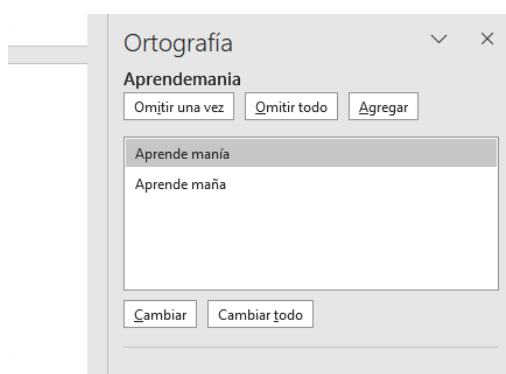 Ortografía
Aprendemania
Omitir una vez Omitir todo Agregar
Aprende manía
Aprende maña
Cambiar Cambiar todo